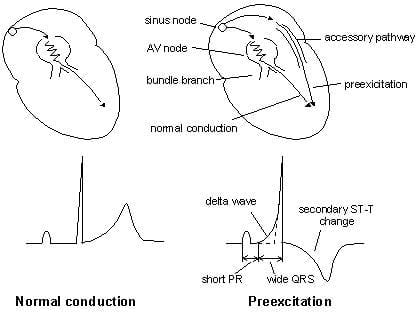 sinus node
AV node
bundle branch
normal conduction
accessory pathway
preexcitation
delta wave
secondary ST-T
change
short PR
wide QRS
Normal conduction
Preexcitation